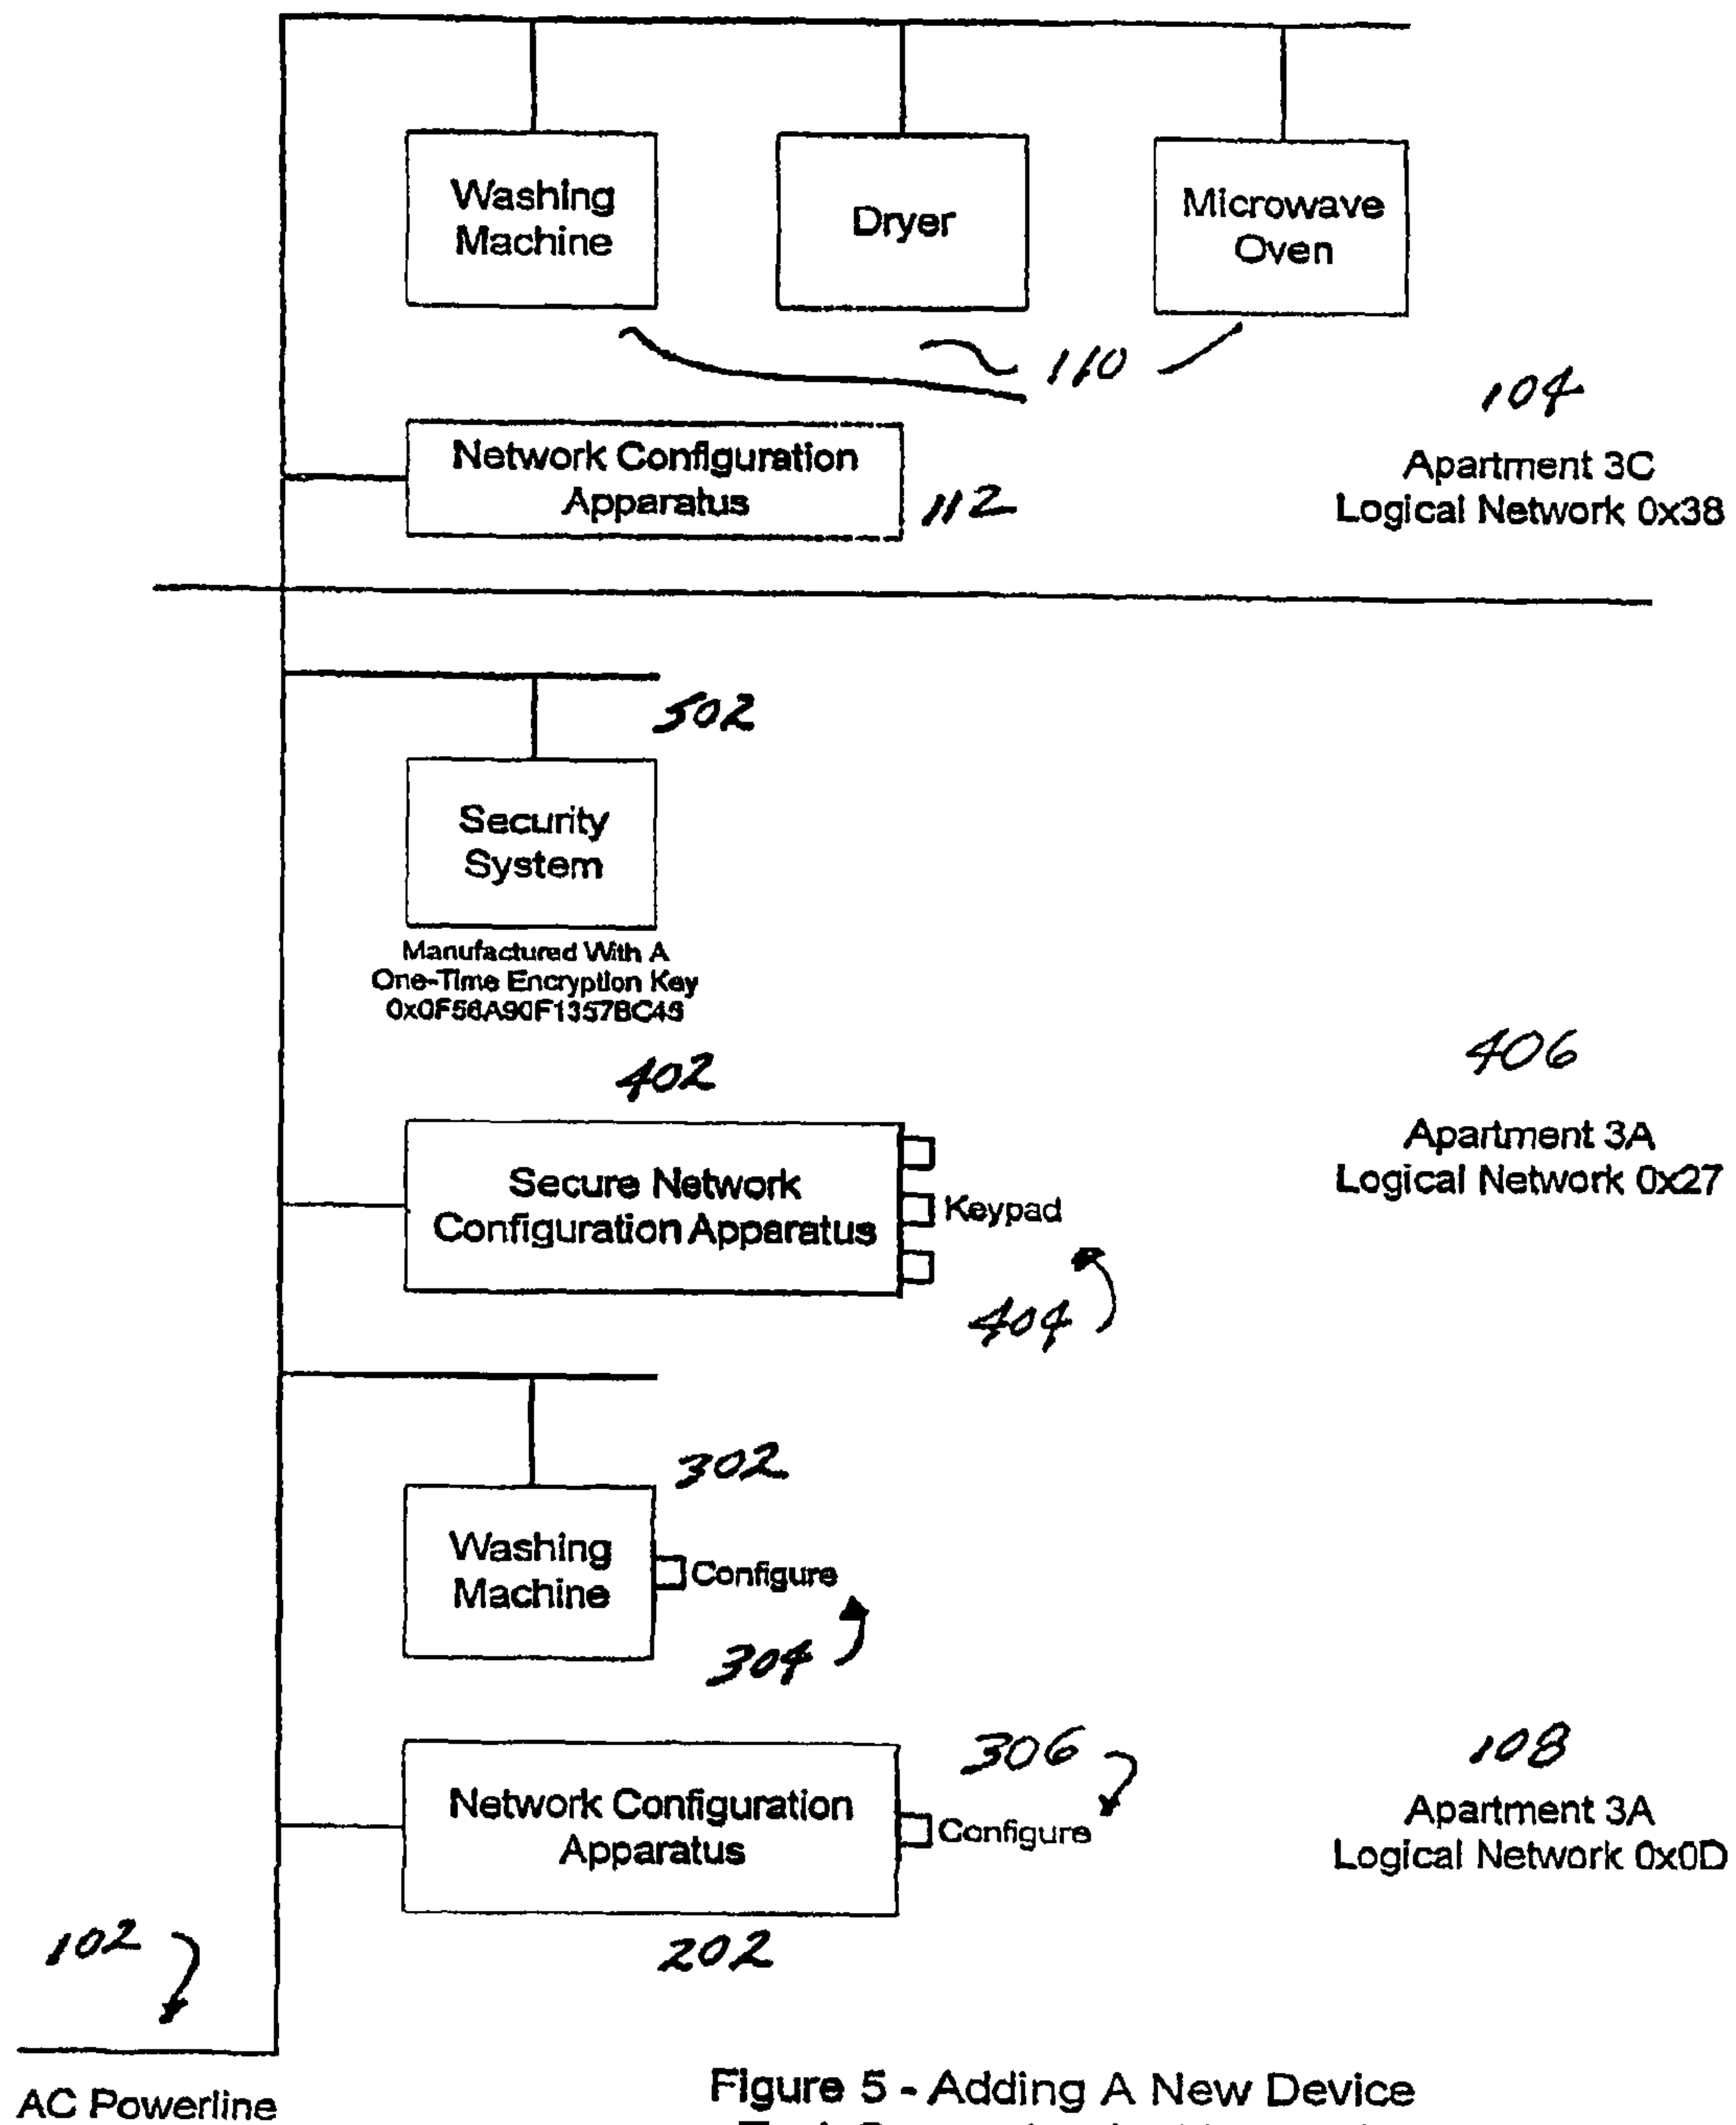 Washing
Machine
Dryer
Microwave
Oven
110
104
Network Configuration
Apparatus
112
Apartment 3C
Logical Network 0x38
502
Security
System
Manufactured With A
One-Time Encryption Key
406
402
Secure Network
Configuration Apparatus
Keypad
Apartment 3A
Logical Network 0x27
404
302
Washing
Machine
Configure
304
306
108
Network Configuration
Apparatus
Configure
Apartment 3A
Logical Network 0x0D
202
102
AC Powerline
Figure 5 - Adding A New Device